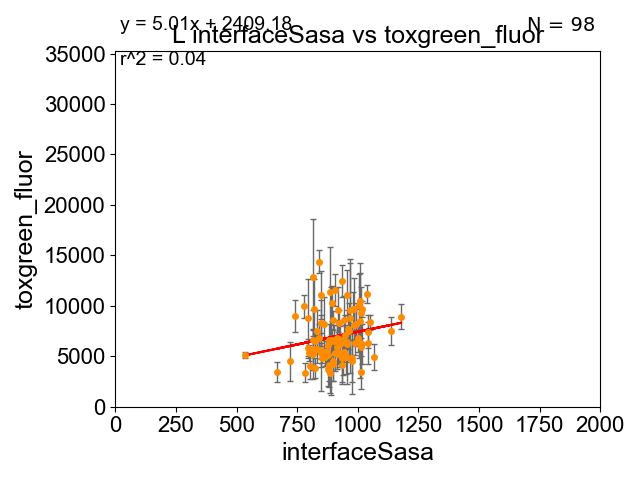 y = 5.01x + 2409.18
N = 98
L interfaceSasa vs toxgreen_fluor
r^2 = 0.04
35000
30000
25000
20000
15000
10000
5000
0
toxgreen_fluor
0 250 500 750 1000 1250 1500 1750 2000
interfaceSasa